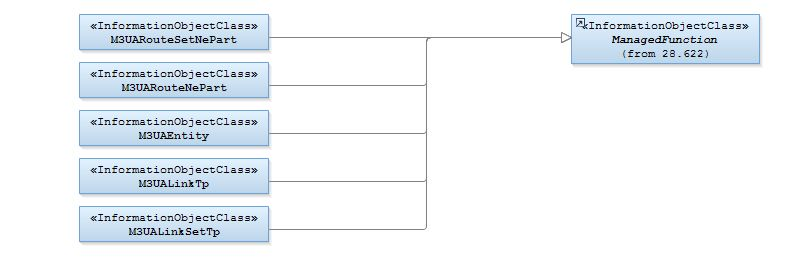 «InformationObjectClass»
M3UARouteSetNePart
«InformationObjectClass»
ManagedFunction
(from 28.622)
«InformationObjectClass»
M3UARouteNePart
«InformationObjectClass»
M3UAEntity
«InformationObjectClass»
M3UALinkTp
«InformationObjectClass»
M3UALinkSetTp